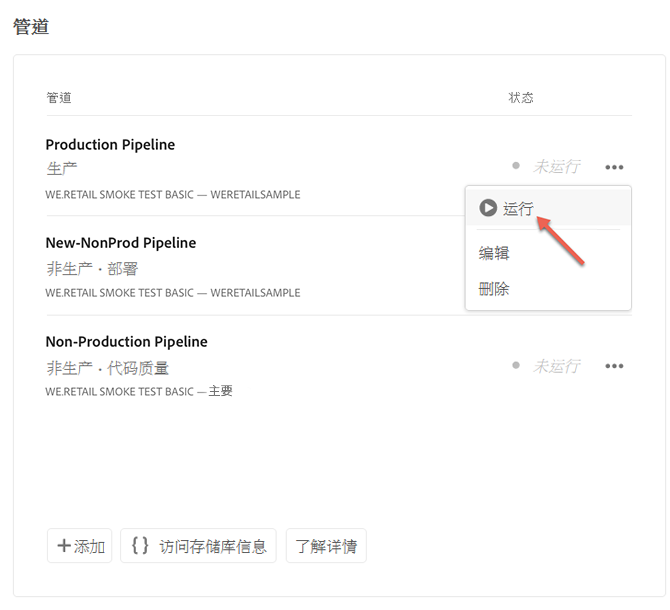 管道
管道 状态
Production Pipeline
生产 未运行
WE.RETAIL SMOKE TEST BASIC — WERETAILSAMPLE
运行
New-NonProd Pipeline
编辑
非生产 · 部署
删除
WE.RETAIL SMOKE TEST BASIC — WERETAILSAMPLE
Non-Production Pipeline
非生产 · 代码质量 未运行
WE.RETAIL SMOKE TEST BASIC — 主要
添加 {} 访问存储库信息 了解详情